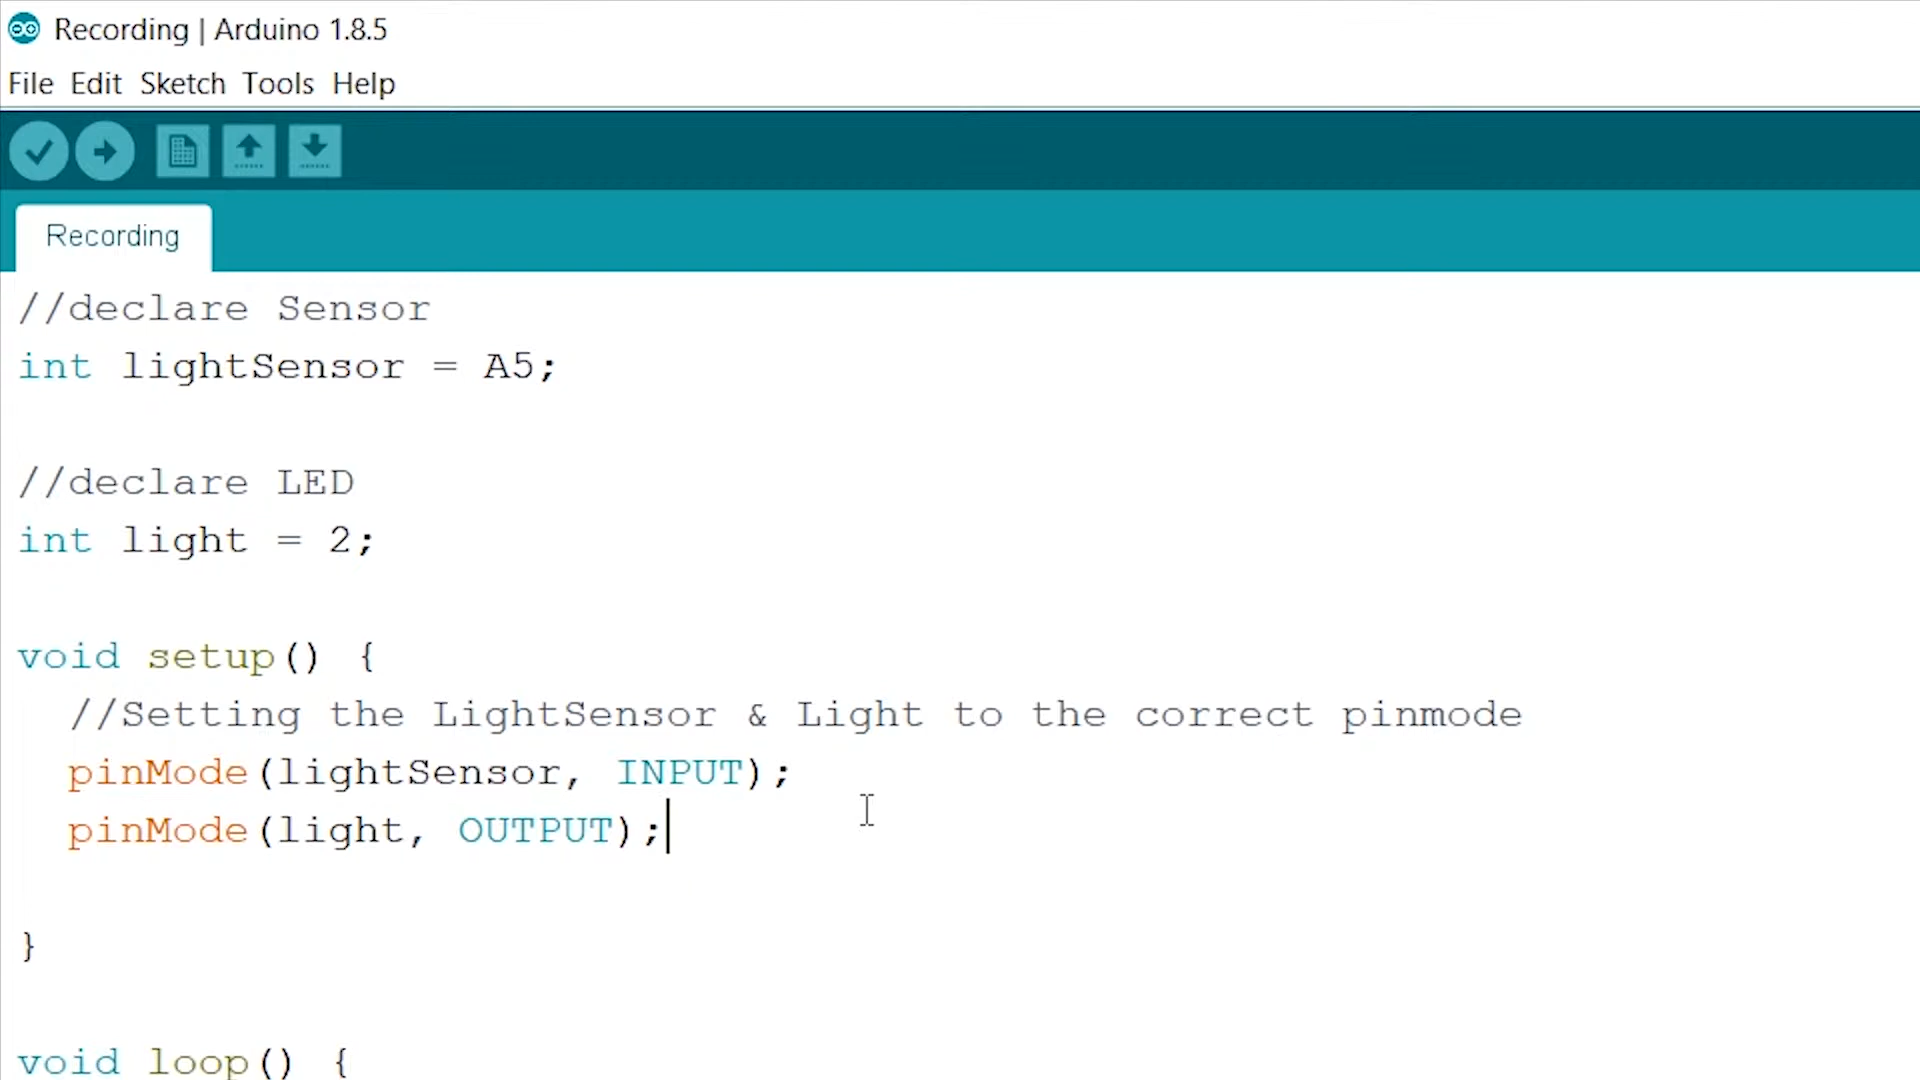 Recording | Arduino 1.8.5
File Edit Sketch Tools Help
Recording
//declare Sensor
int lightSensor = A5;
//declare LED
int light = 2;
void setup() {
//Setting the LightSensor & Light to the correct pinmode
pinMode(lightSensor, INPUT);
pinMode(light, OUTPUT);
}
void loop() {